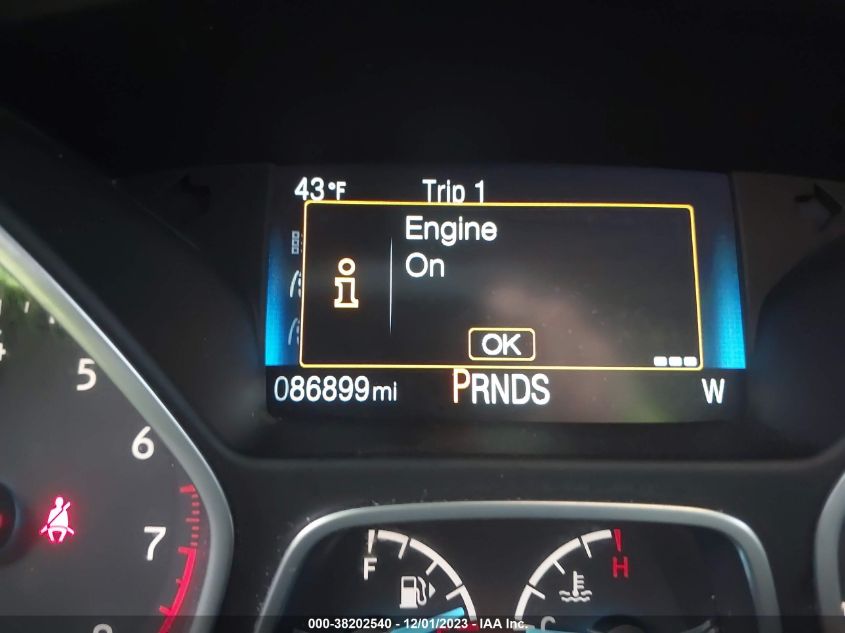 43°F Trip 1
Engine
On
OK
086899mi PRNDS W
5
6
7
F
H
C
000-38202540 - 12/01/2023 - IAA Inc.